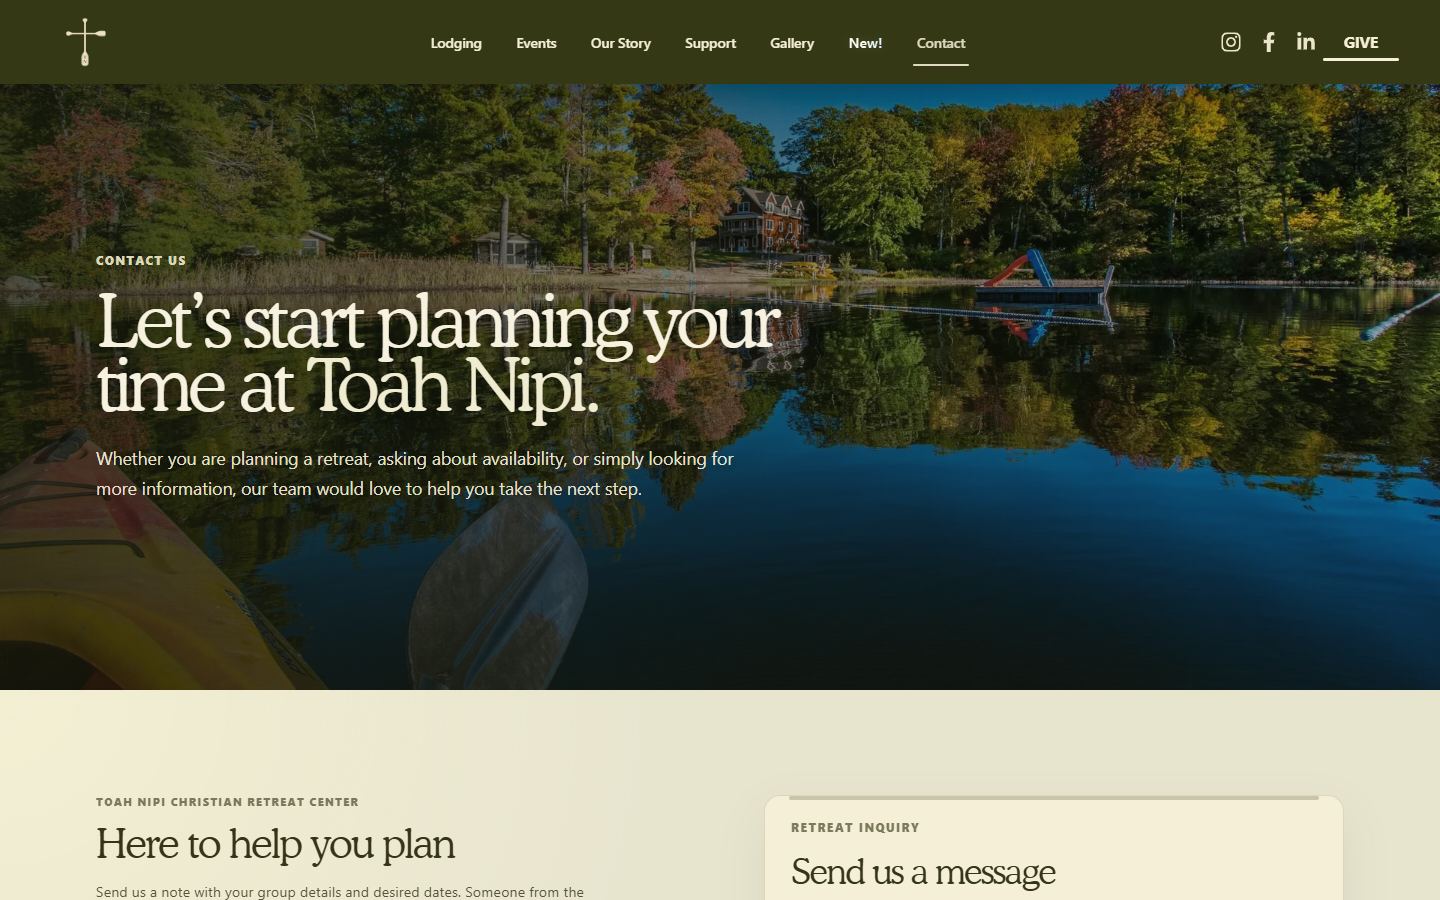 Lodging Events Our Story Support Gallery New! Contact GIVE
CONTACT US
Let’s start planning your
time at Toah Nipi.
Whether you are planning a retreat, asking about availability, or simply looking for
more information, our team would love to help you take the next step.
TOAH NIPI CHRISTIAN RETREAT CENTER
Here to help you plan
Send us a note with your group details and desired dates. Someone from the
RETREAT INQUIRY
Send us a message